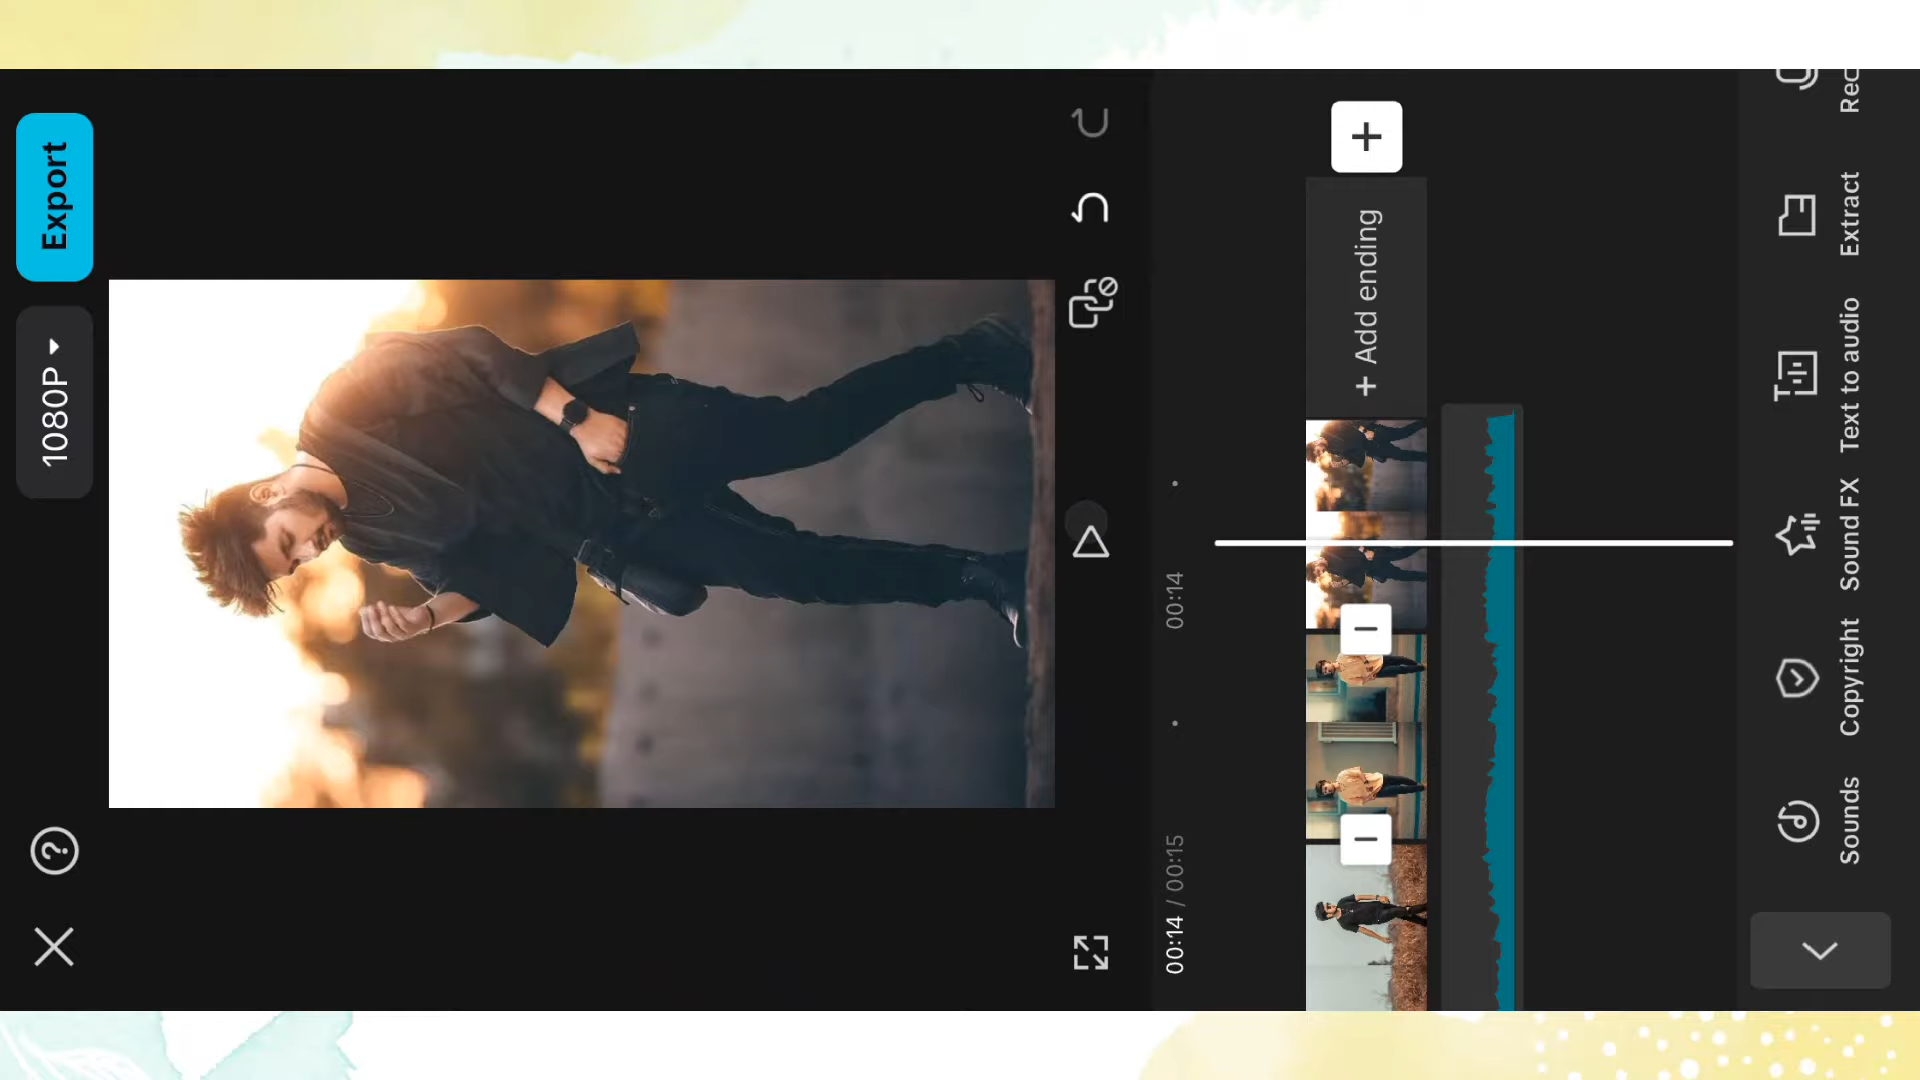 1080P
Export
00:14 / 00:15
00:14
+ Add ending
Sounds
Copyright
Sound FX
Text to audio
Extract
Rec